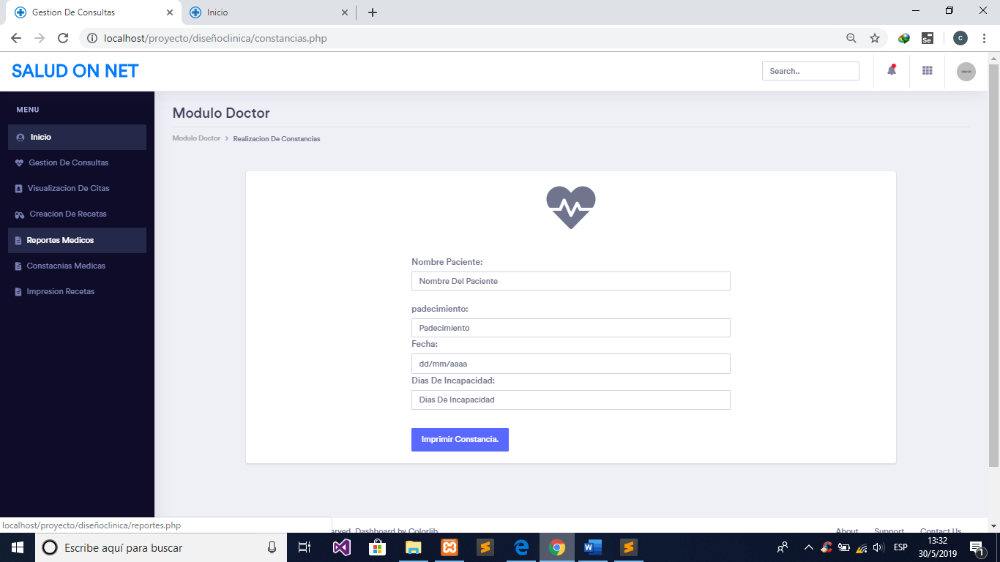 Gestion De Consultas
Inicio
localhost/proyecto/diseñoclinica/constancias.php
Se
c
SALUD ON NET
Search..
MENU
Inicio
Gestion De Consultas
Visualizacion De Citas
Creacion De Recetas
Reportes Medicos
Constacnias Medicas
Impresion Recetas
Modulo Doctor
Modulo Doctor > Realizacion De Constancias
Nombre Paciente:
Nombre Del Paciente
padecimiento:
Padecimiento
Fecha:
dd/mm/aaaa
Dias De Incapacidad:
Dias De Incapacidad
Imprimir Constancia.
Dashboard by Colorlib
About Support Contact Us
localhost/proyecto/diseñoclinica/reportes.php
Escribe aquí para buscar
ESP
13:32
30/5/2019
1